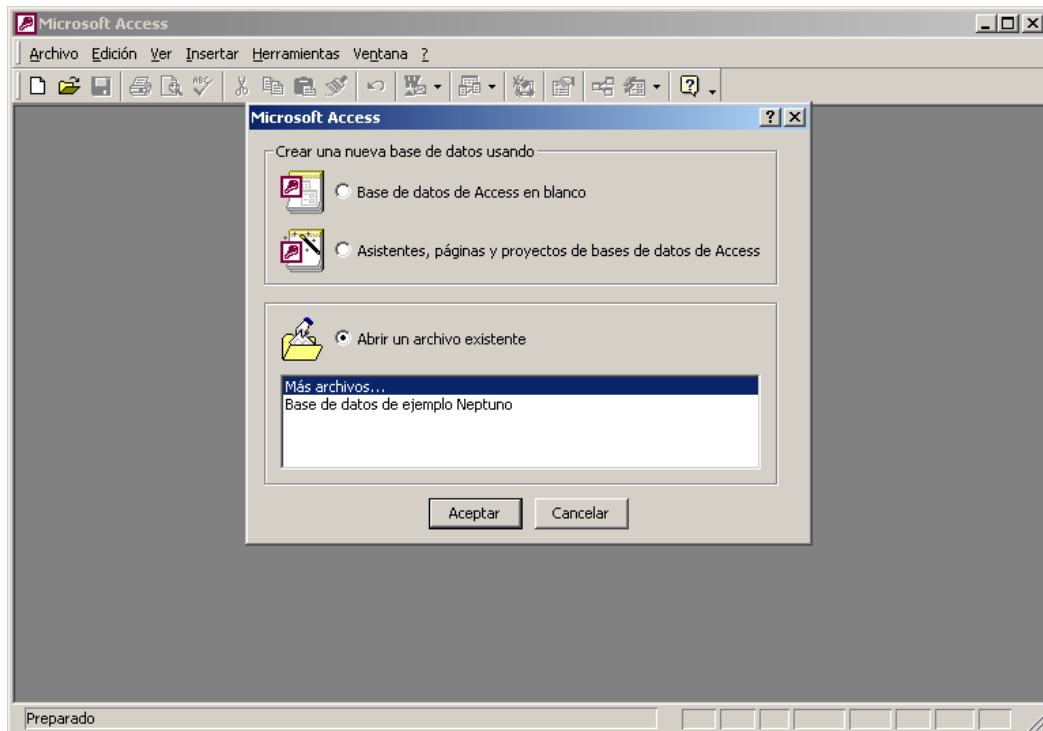 Microsoft Access
Archivo Edición Ver Insertar Herramientas Ventana ?
Microsoft Access
Crear una nueva base de datos usando
Base de datos de Access en blanco
Asistentes, páginas y proyectos de bases de datos de Access
Abrir un archivo existente
Más archivos...
Base de datos de ejemplo Neptuno
Aceptar Cancelar
Preparado